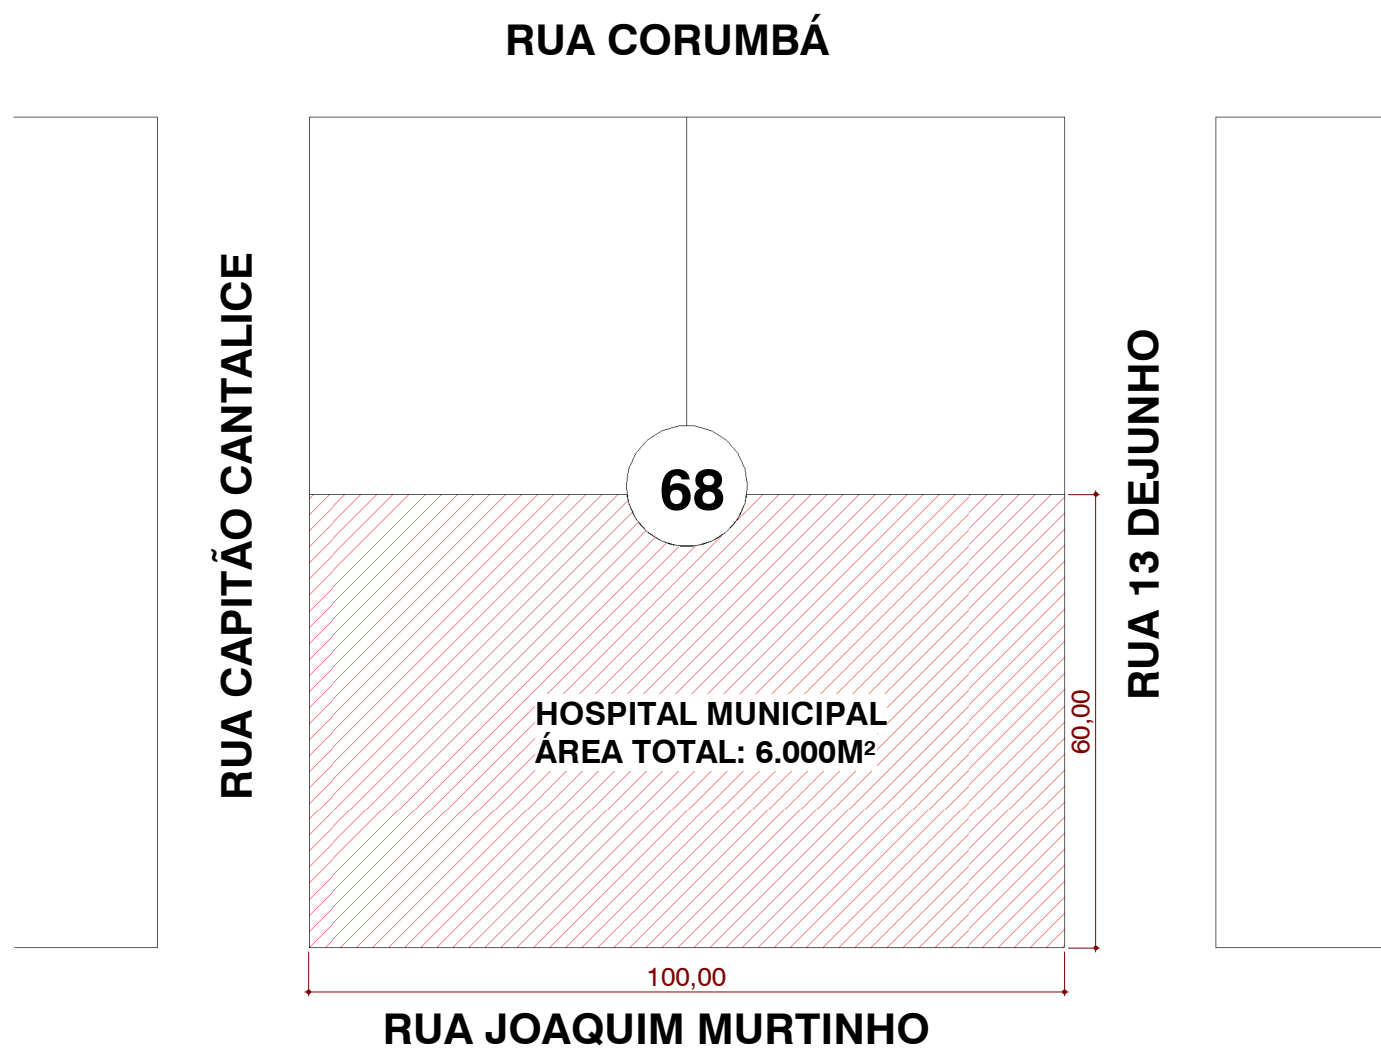 RUA CORUMBÁ
RUA CAPITÃO CANTALICE
68
RUA 13 DEJUNHO
HOSPITAL MUNICIPAL
ÁREA TOTAL: 6.000M²
60,00
100,00
RUA JOAQUIM MURTINHO